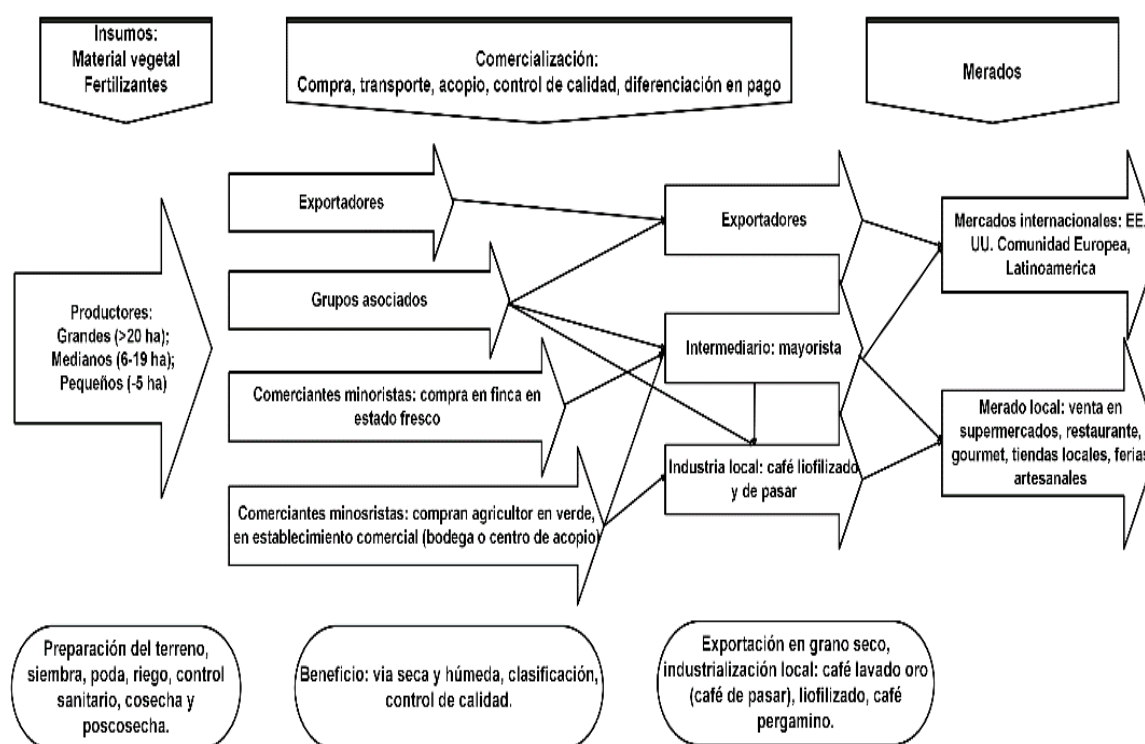 Insumos:
Material vegetal
Fertilizantes
Comercialización:
Compra, transporte, acopio, control de calidad, diferenciación en pago
Merados
Productores:
Grandes (>20 ha);
Medianos (6-19 ha);
Pequeños (-5 ha)
Exportadores
Grupos asociados
Comerciantes minoristas: compra en finca en
estado fresco
Comerciantes minosristas: compran agricultor en verde,
en establecimiento comercial (bodega o centro de acopio)
Exportadores
Intermediario: mayorista
Industria local: café liofilizado
y de pasar
Mercados internacionales: EE.
UU. Comunidad Europea,
Latinoamerica
Merado local: venta en
supermercados, restaurante,
gourmet, tiendas locales, ferias
artesanales
Preparación del terreno,
siembra, poda, riego, control
sanitario, cosecha y
poscosecha.
Beneficio: via seca y húmeda, clasificación,
control de calidad.
Exportación en grano seco,
industrialización local: café lavado oro
(café de pasar), liofilizado, café
pergamino.